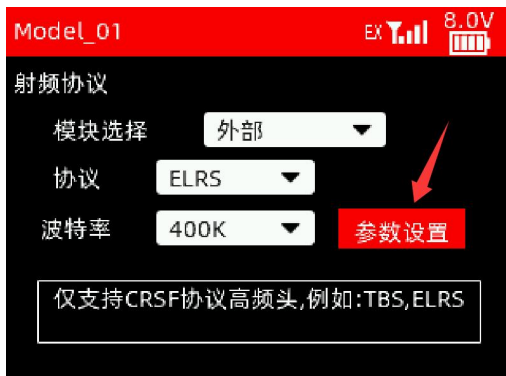 Model_01 EX 8.0V
射频协议
模块选择 外部
协议 ELRS
波特率 400K 参数设置
仅支持CRSF协议高频头,例如:TBS,ELRS